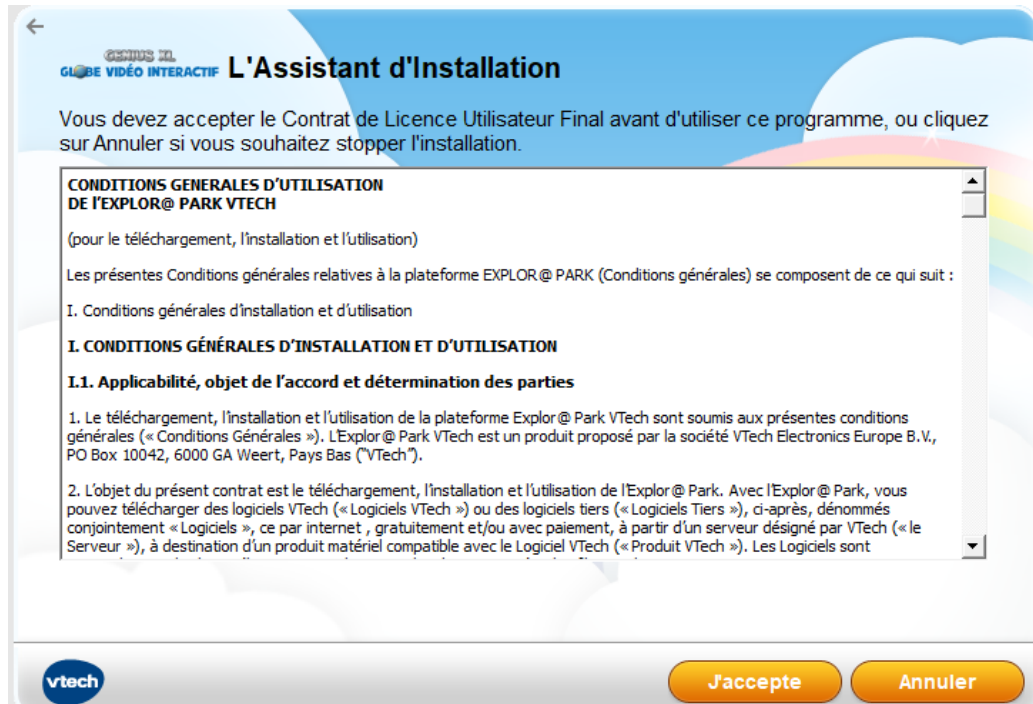 GENIUS XL
GLOBE VIDÉO INTERACTIF L'Assistant d'Installation
Vous devez accepter le Contrat de Licence Utilisateur Final avant d'utiliser ce programme, ou cliquez
sur Annuler si vous souhaitez stopper l'installation.
CONDITIONS GENERALES D’UTILISATION
DE l’EXPLOR@ PARK VTECH
(pour le téléchargement, l’installation et l’utilisation)
Les présentes Conditions générales relatives à la plateforme EXPLOR@ PARK (Conditions générales) se composent de ce qui suit :
I. Conditions générales d’installation et d’utilisation
I. CONDITIONS GÉNÉRALES D’INSTALLATION ET D’UTILISATION
I.1. Applicabilité, objet de l’accord et détermination des parties
1. Le téléchargement, l’installation et l’utilisation de la plateforme Explor@ Park VTech sont soumis aux présentes conditions
générales (« Conditions Générales »). L’Explor@ Park VTech est un produit proposé par la société VTech Electronics Europe B.V.,
PO Box 10042, 6000 GA Weert, Pays Bas (“VTech”).
2. L’objet du présent contrat est le téléchargement, l’installation et l’utilisation de l’Explor@ Park. Avec l’Explor@ Park, vous
pouvez télécharger des logiciels VTech (« Logiciels VTech ») ou des logiciels tiers (« Logiciels Tiers »), ci-après, dénommés
conjointement « Logiciels », ce par internet , gratuitement et/ou avec paiement, à partir d’un serveur désigné par VTech (« le
Serveur »), à destination d’un produit matériel compatible avec le Logiciel VTech (« Produit VTech »). Les Logiciels sont
vtech
J'accepte
Annuler